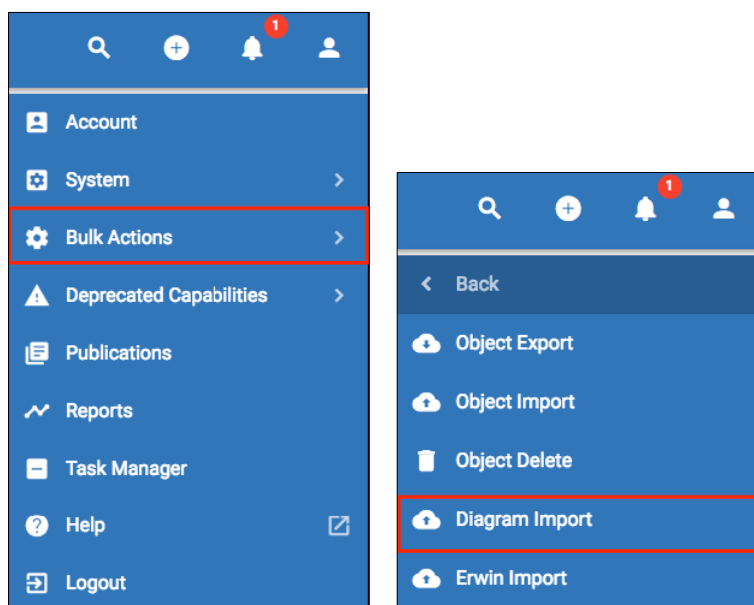 1
Account
System
Bulk Actions
Deprecated Capabilities
Publications
Reports
Task Manager
Help
Logout
1
Back
Object Export
Object Import
Object Delete
Diagram Import
Erwin Import